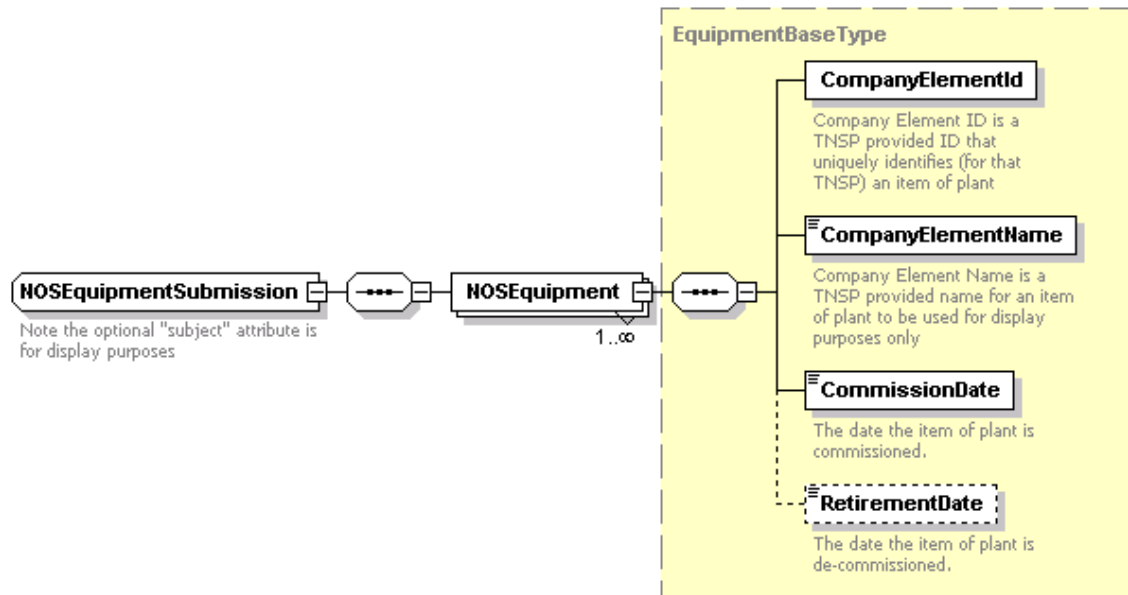 EquipmentBaseType
CompanyElementId
Company Element ID is a
TNSP provided ID that
uniquely identifies (for that
TNSP) an item of plant
CompanyElementName
Company Element Name is a
TNSP provided name for an item
of plant to be used for display
purposes only
NOSEquipmentSubmission
Note the optional "subject" attribute is
for display purposes
NOSEquipment
1..∞
CommissionDate
The date the item of plant is
commissioned.
RetirementDate
The date the item of plant is
de-commissioned.